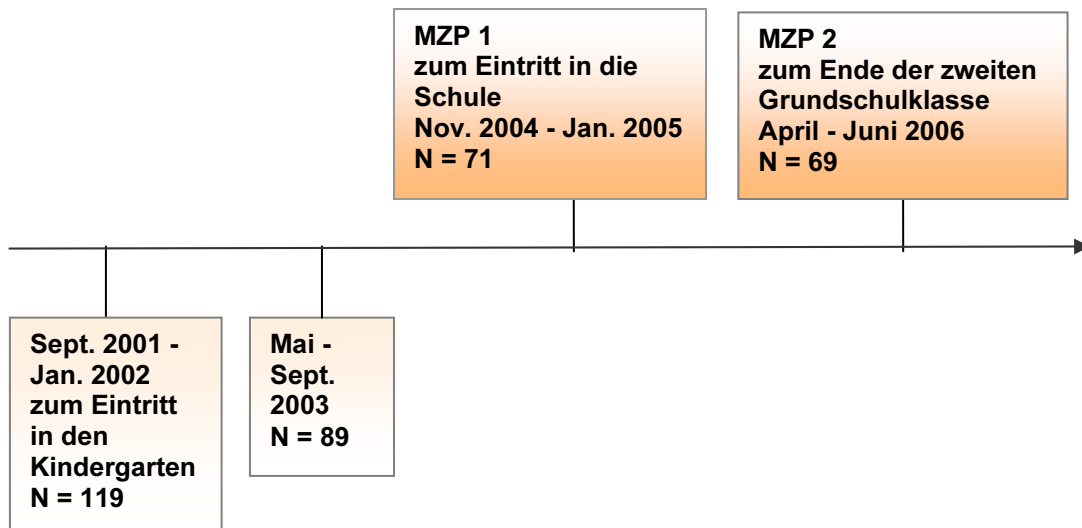 MZP 1
zum Eintritt in die
Schule
Nov. 2004 - Jan. 2005
N = 71
MZP 2
zum Ende der zweiten
Grundschulklasse
April - Juni 2006
N = 69
Sept. 2001 -
Jan. 2002
zum Eintritt
in den
Kindergarten
N = 119
Mai -
Sept.
2003
N = 89